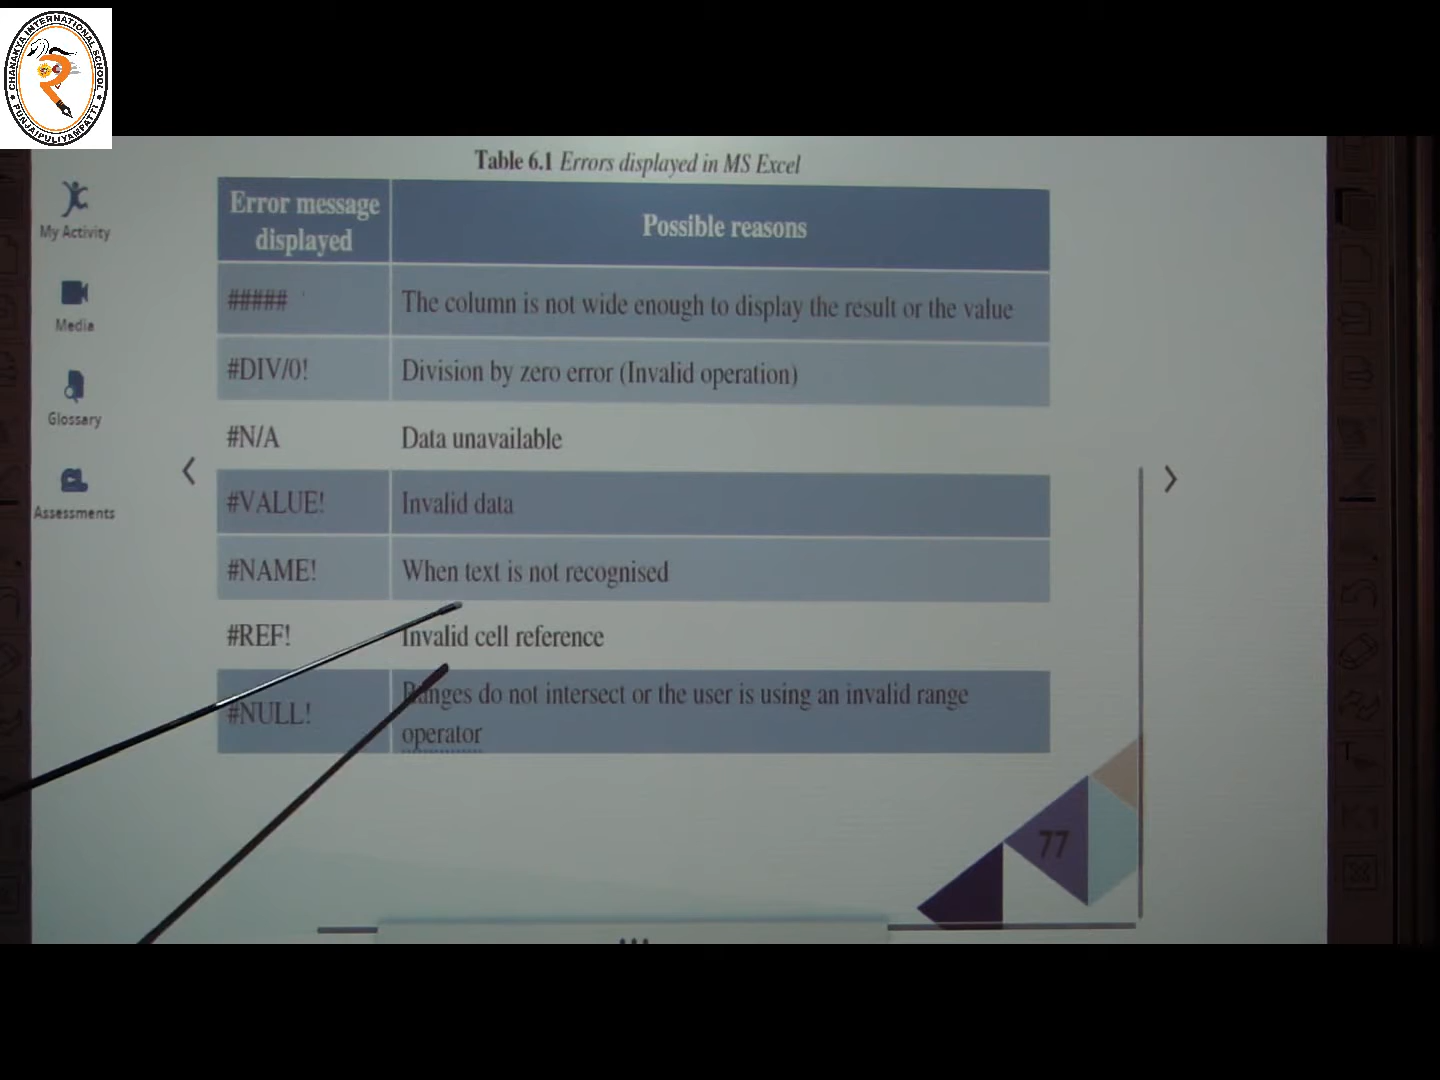 CHANAKYA INTERNATIONAL SCHOOL
PUNJAIPULIYAMPATTI
Table 6.1 Errors displayed in MS Excel
My Activity
Media
Glossary
Assessments
Error message
displayed
Possible reasons
##### The column is not wide enough to display the result or the value
#DIV/0! Division by zero error (Invalid operation)
#N/A Data unavailable
#VALUE! Invalid data
#NAME! When text is not recognised
#REF! Invalid cell reference
#NULL! Ranges do not intersect or the user is using an invalid range
operator
77